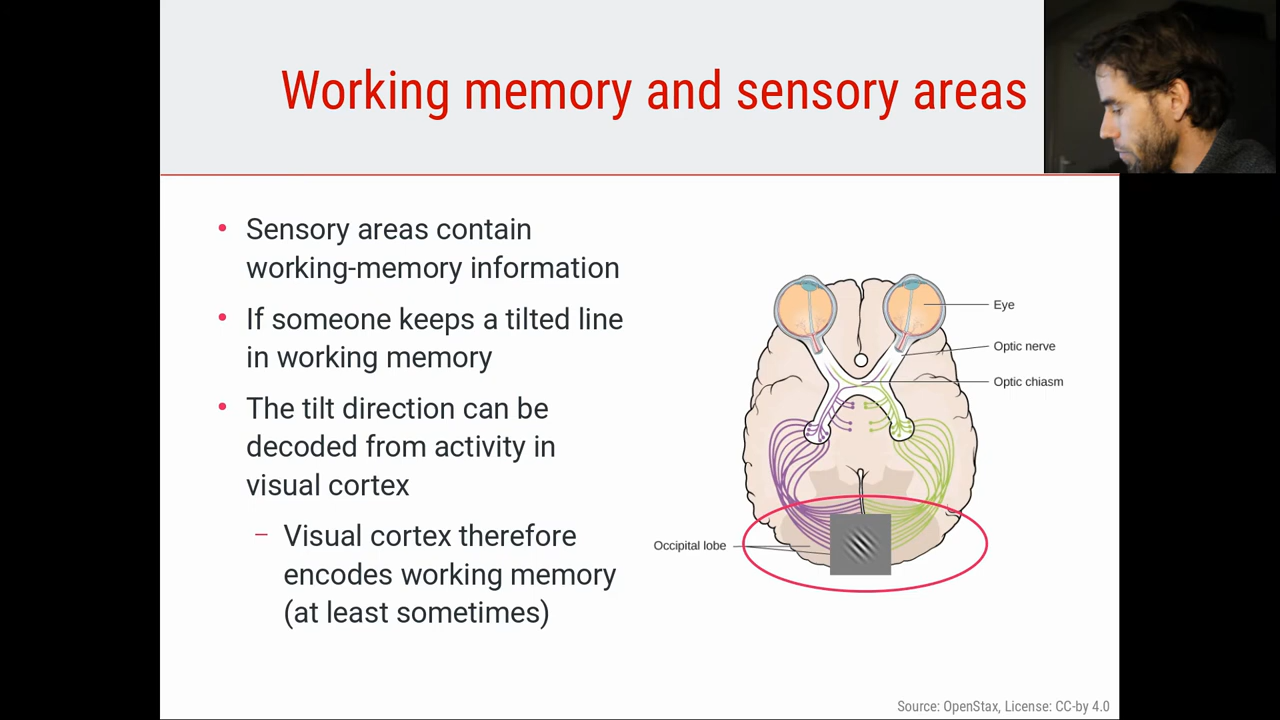 Working memory and sensory areas
• Sensory areas contain
working-memory information
• If someone keeps a tilted line
in working memory
• The tilt direction can be
decoded from activity in
visual cortex
– Visual cortex therefore
encodes working memory
(at least sometimes)
Eye
Optic nerve
Optic chiasm
Occipital lobe
Source: OpenStax, License: CC-by 4.0